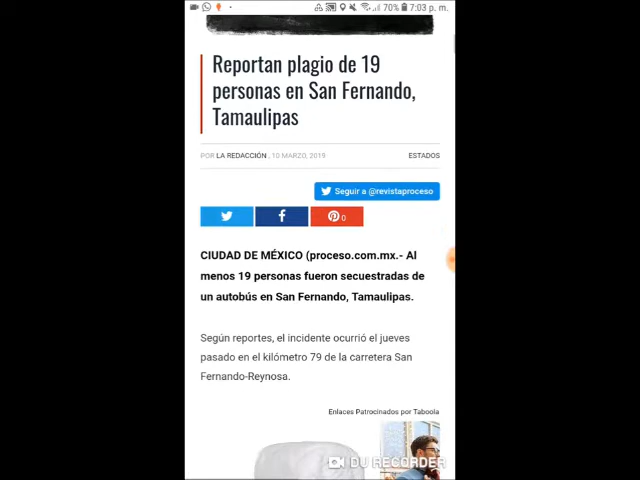 70% 7:03 p. m.
Reportan plagio de 19
personas en San Fernando,
Tamaulipas
POR LA REDACCIÓN , 10 MARZO, 2019 ESTADOS
Seguir a @revistaproceso
0
CIUDAD DE MÉXICO (proceso.com.mx.- Al
menos 19 personas fueron secuestradas de
un autobús en San Fernando, Tamaulipas.
Según reportes, el incidente ocurrió el jueves
pasado en el kilómetro 79 de la carretera San
Fernando-Reynosa.
Enlaces Patrocinados por Taboola
DU RECORDER